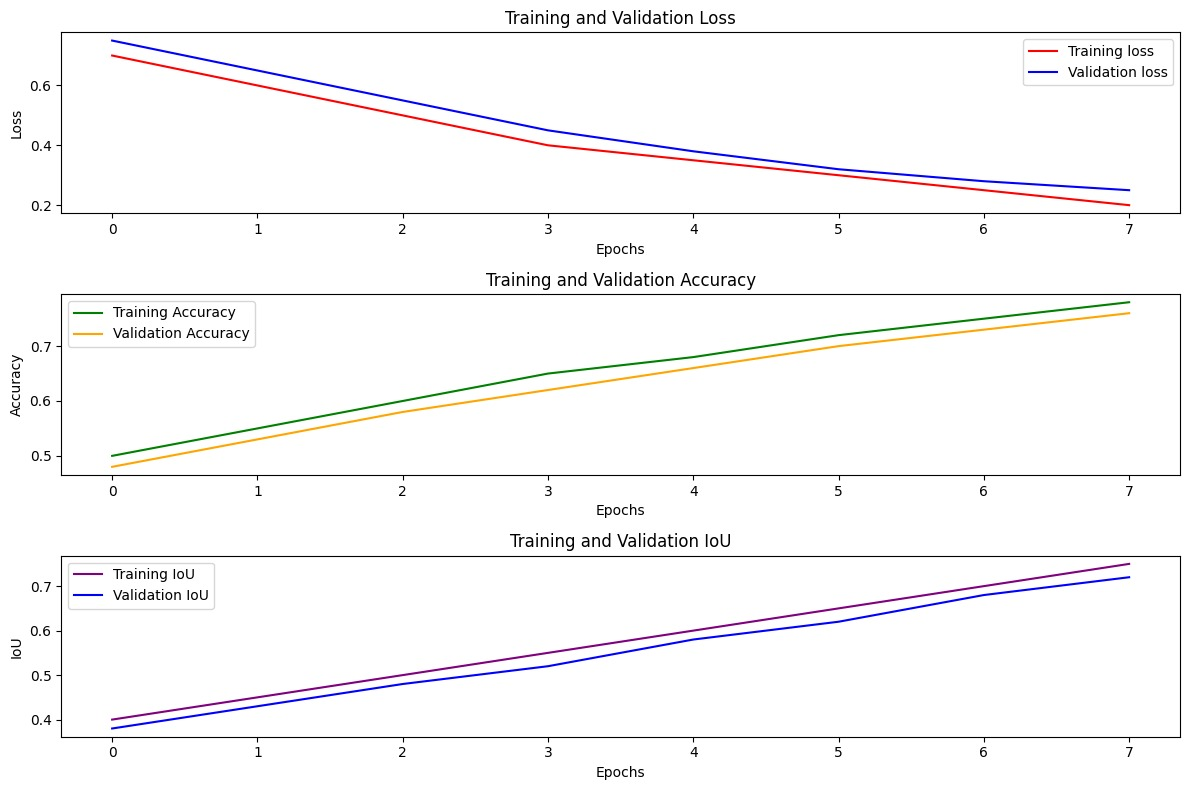 Training and Validation Loss
Training loss
Validation loss
Loss
0.6
0.4
0.2
0 1 2 3 4 5 6 7
Epochs
Training and Validation Accuracy
Training Accuracy
Validation Accuracy
Accuracy
0.7
0.6
0.5
0 1 2 3 4 5 6 7
Epochs
Training and Validation IoU
Training IoU
Validation IoU
IoU
0.7
0.6
0.5
0.4
0 1 2 3 4 5 6 7
Epochs